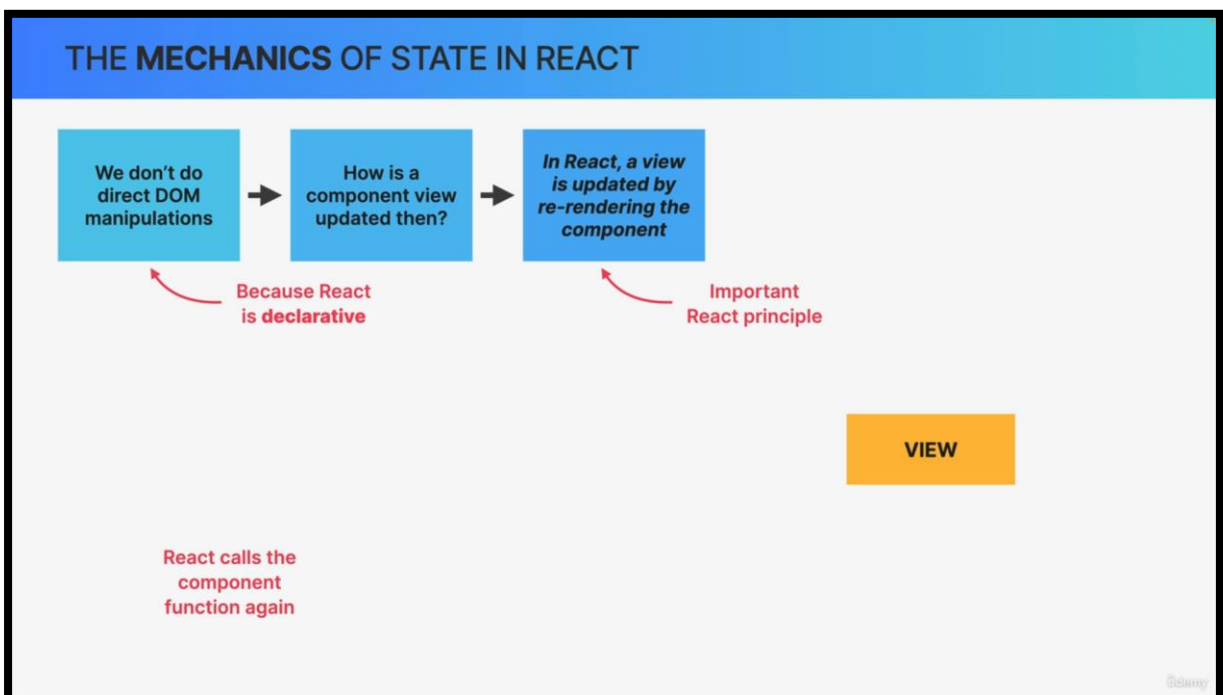 THE MECHANICS OF STATE IN REACT
We don't do
direct DOM
manipulations
How is a
component view
updated then?
In React, a view
is updated by
re-rendering the
component
Because React
is declarative
Important
React principle
VIEW
React calls the
component
function again
Udemy